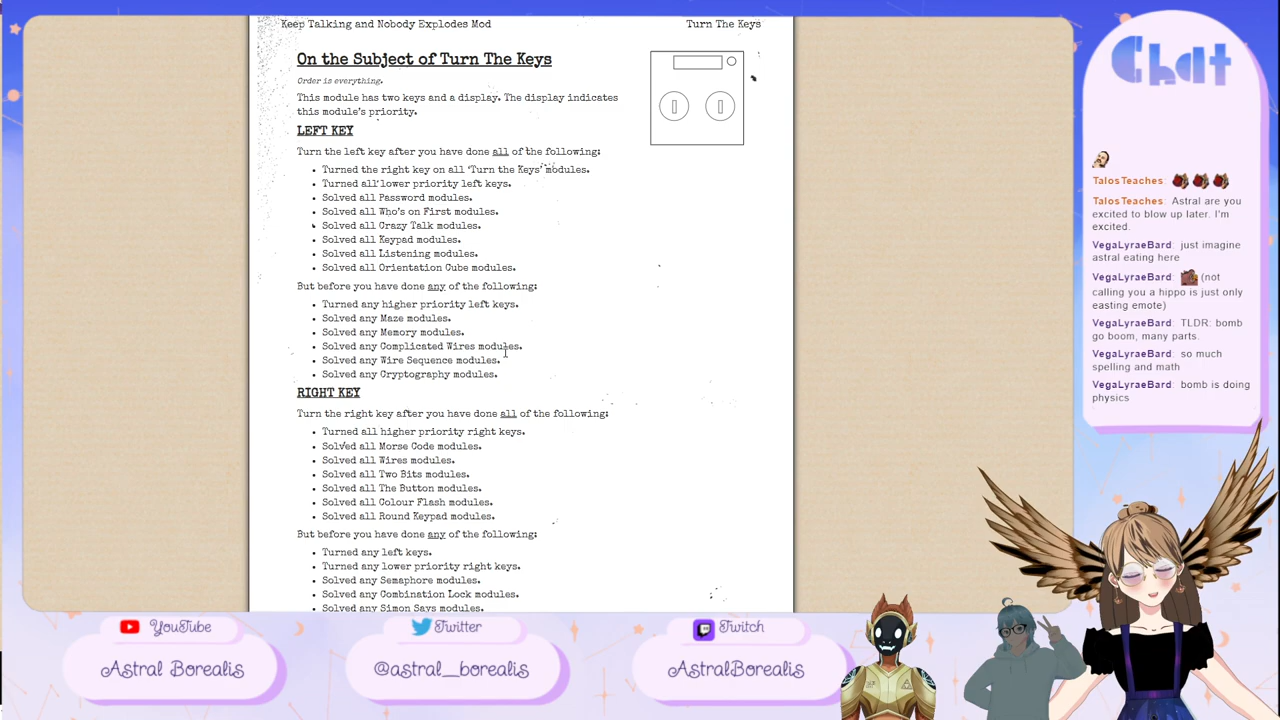 Keep Talking and Nobody Explodes Mod
Turn The Keys
On the Subject of Turn The Keys
Order is everything.
This module has two keys and a display. The display indicates
this module's priority.
LEFT KEY
Turn the left key after you have done all of the following:
Turned the right key on all 'Turn the Keys' modules.
Turned all lower priority left keys.
Solved all Password modules.
Solved all Who's on First modules.
Solved all Crazy Talk modules.
Solved all Keypad modules.
Solved all Listening modules.
Solved all Orientation Cube modules.
But before you have done any of the following:
Turned any higher priority left keys.
Solved any Maze modules.
Solved any Memory modules.
Solved any Complicated Wires modules.
Solved any Wire Sequence modules.
Solved any Cryptography modules.
RIGHT KEY
Turn the right key after you have done all of the following:
Turned all higher priority right keys.
Solved all Morse Code modules.
Solved all Wires modules.
Solved all Two Bits modules.
Solved all The Button modules.
Solved all Colour Flash modules.
Solved all Round Keypad modules.
But before you have done any of the following:
Turned any left keys.
Turned any lower priority right keys.
Solved any Semaphore modules.
Solved any Combination Lock modules.
Solved any Simon Says modules.
Chat
TalosTeaches:
TalosTeaches: Astral are you
excited to blow up later. I'm
excited.
VegaLyraeBard: just imagine
astral eating here
VegaLyraeBard: (not
calling you a hippo is just only
easting emote)
VegaLyraeBard: TLDR: bomb
go boom, many parts.
VegaLyraeBard: so much
spelling and math
VegaLyraeBard: bomb is doing
physics
YouTube
Astral Borealis
Twitter
@astral__borealis
Twitch
AstralBorealis